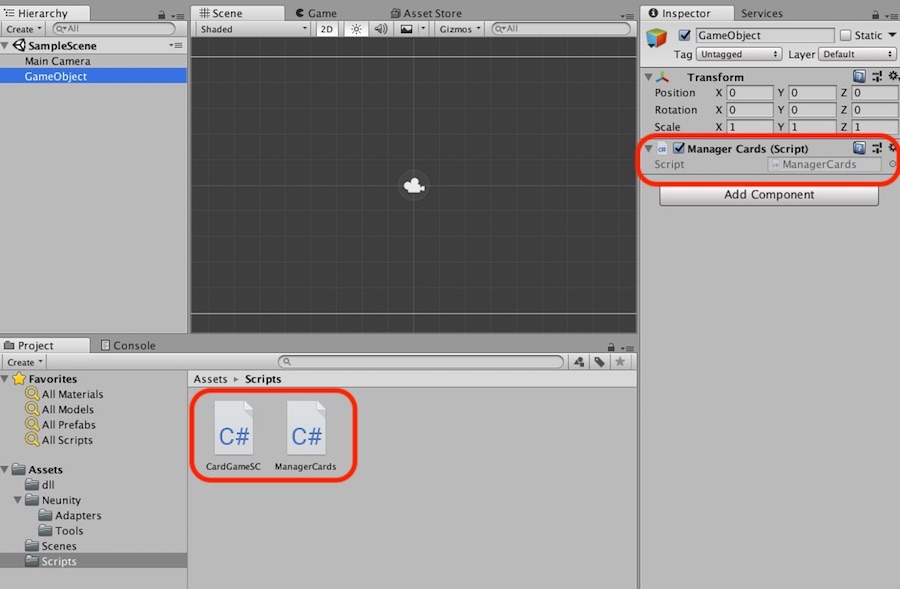 Hierarchy
Create
All
SampleScene
Main Camera
GameObject
Scene
Game
Asset Store
Shaded
2D
Gizmos
All
Inspector
Services
GameObject
Static
Tag
Untagged
Layer
Default
Transform
Position X 0 Y 0 Z 0
Rotation X 0 Y 0 Z 0
Scale X 1 Y 1 Z 1
C#
Manager Cards (Script)
Script
ManagerCards
Add Component
Project
Console
Create
Favorites
All Materials
All Models
All Prefabs
All Scripts
Assets
dll
Neunity
Adapters
Tools
Scenes
Scripts
Assets
Scripts
C#
C#
CardGameSC
ManagerCards